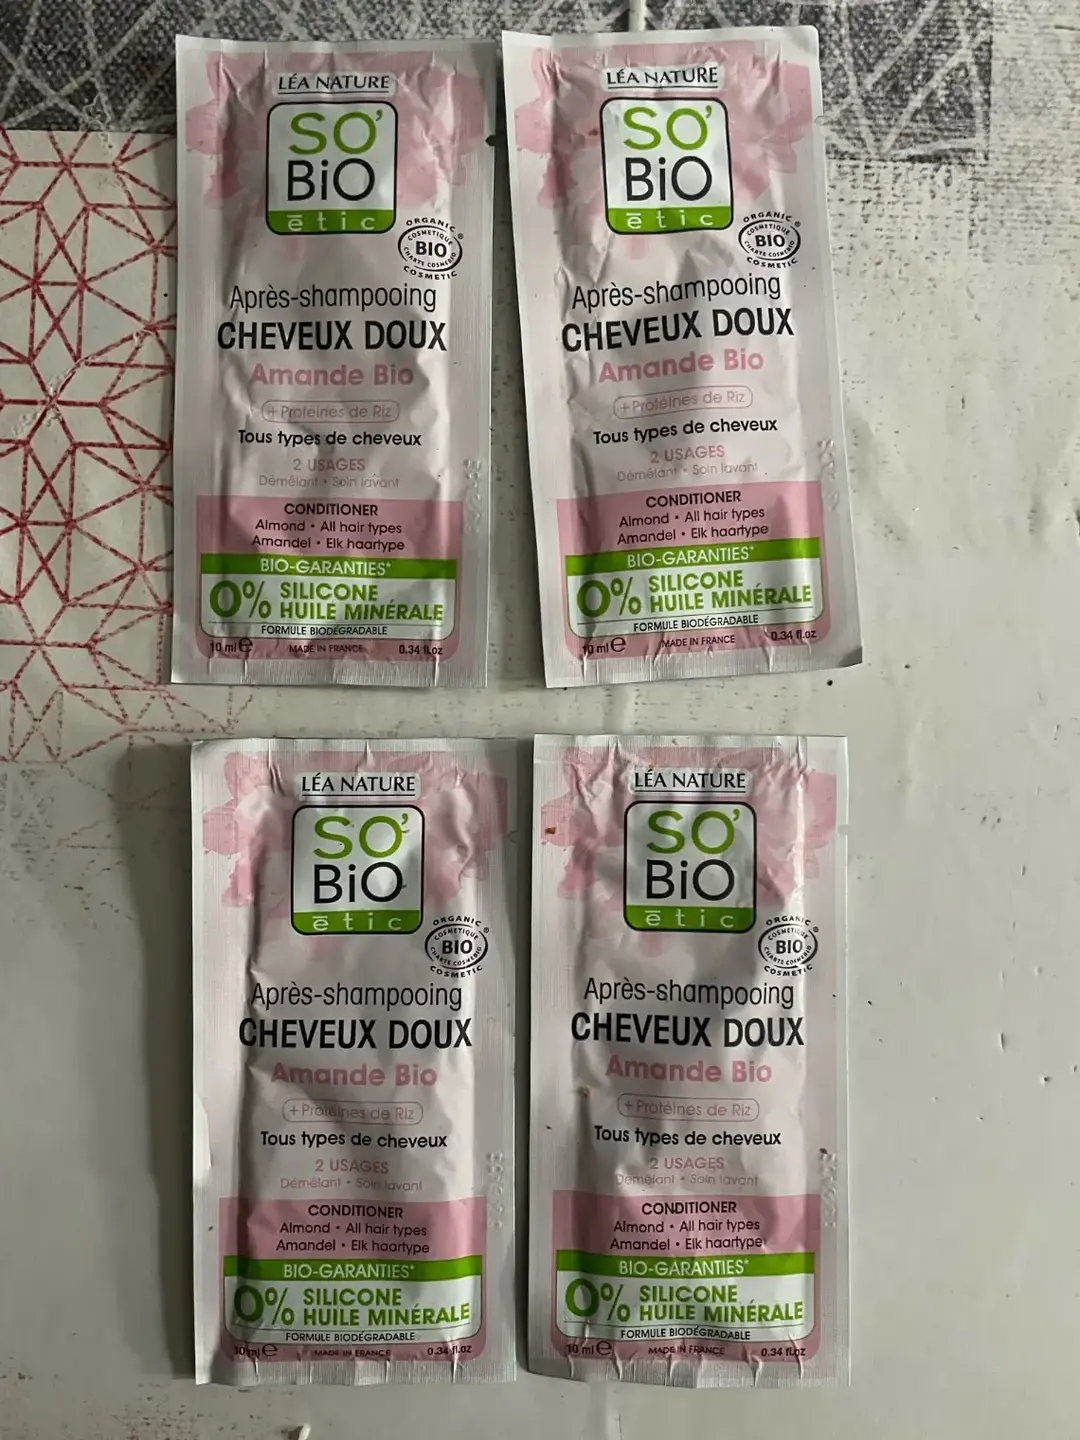 LÉA NATURE
SO'
BiO
ētic
ORGANIC
COSMETIQUE
BIO
CHARTE COSMEBIO
COSMETIC
Après-shampooing
CHEVEUX DOUX
Amande Bio
+ Protéines de Riz
Tous types de cheveux
2 USAGES
Démêlant • Soin lavant
CONDITIONER
Almond • All hair types
Amandel • Elk haartype
BIO-GARANTIES*
0% SILICONE
HUILE MINÉRALE
FORMULE BIODÉGRADABLE
10 ml e MADE IN FRANCE 0.34 fl.oz
LÉA NATURE
SO'
BiO
ētic
ORGANIC
COSMETIQUE
BIO
CHARTE COSMEBIO
COSMETIC
Après-shampooing
CHEVEUX DOUX
Amande Bio
+ Protéines de Riz
Tous types de cheveux
2 USAGES
Démêlant • Soin lavant
CONDITIONER
Almond • All hair types
Amandel • Elk haartype
BIO-GARANTIES*
0% SILICONE
HUILE MINÉRALE
FORMULE BIODÉGRADABLE
10 ml e MADE IN FRANCE 0.34 fl.oz
LÉA NATURE
SO'
BiO
ētic
ORGANIC
COSMETIQUE
BIO
CHARTE COSMEBIO
COSMETIC
Après-shampooing
CHEVEUX DOUX
Amande Bio
+ Protéines de Riz
Tous types de cheveux
2 USAGES
Démêlant • Soin lavant
CONDITIONER
Almond • All hair types
Amandel • Elk haartype
BIO-GARANTIES*
0% SILICONE
HUILE MINÉRALE
FORMULE BIODÉGRADABLE
10 ml e MADE IN FRANCE 0.34 fl.oz
LÉA NATURE
SO'
BiO
ētic
ORGANIC
COSMETIQUE
BIO
CHARTE COSMEBIO
COSMETIC
Après-shampooing
CHEVEUX DOUX
Amande Bio
+ Protéines de Riz
Tous types de cheveux
2 USAGES
Démêlant • Soin lavant
CONDITIONER
Almond • All hair types
Amandel • Elk haartype
BIO-GARANTIES*
0% SILICONE
HUILE MINÉRALE
FORMULE BIODÉGRADABLE
10 ml e MADE IN FRANCE 0.34 fl.oz